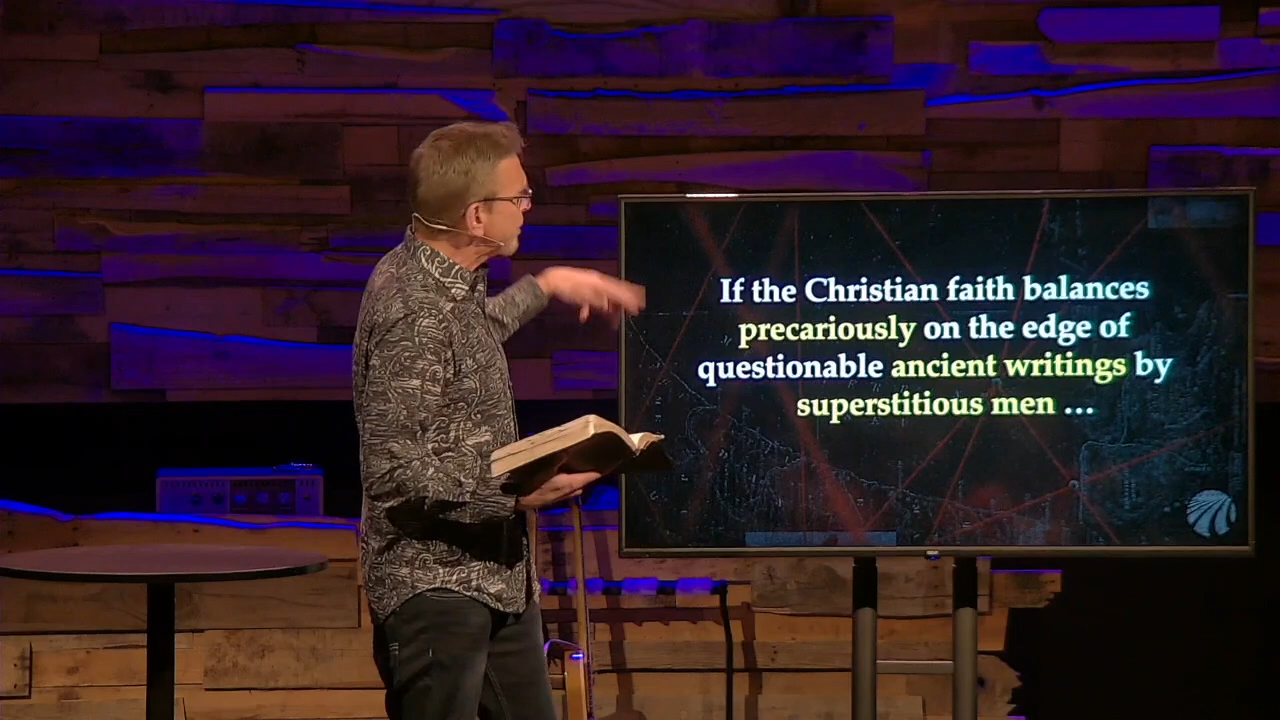 If the Christian faith balances
precariously on the edge of
questionable ancient writings by
superstitious men ...